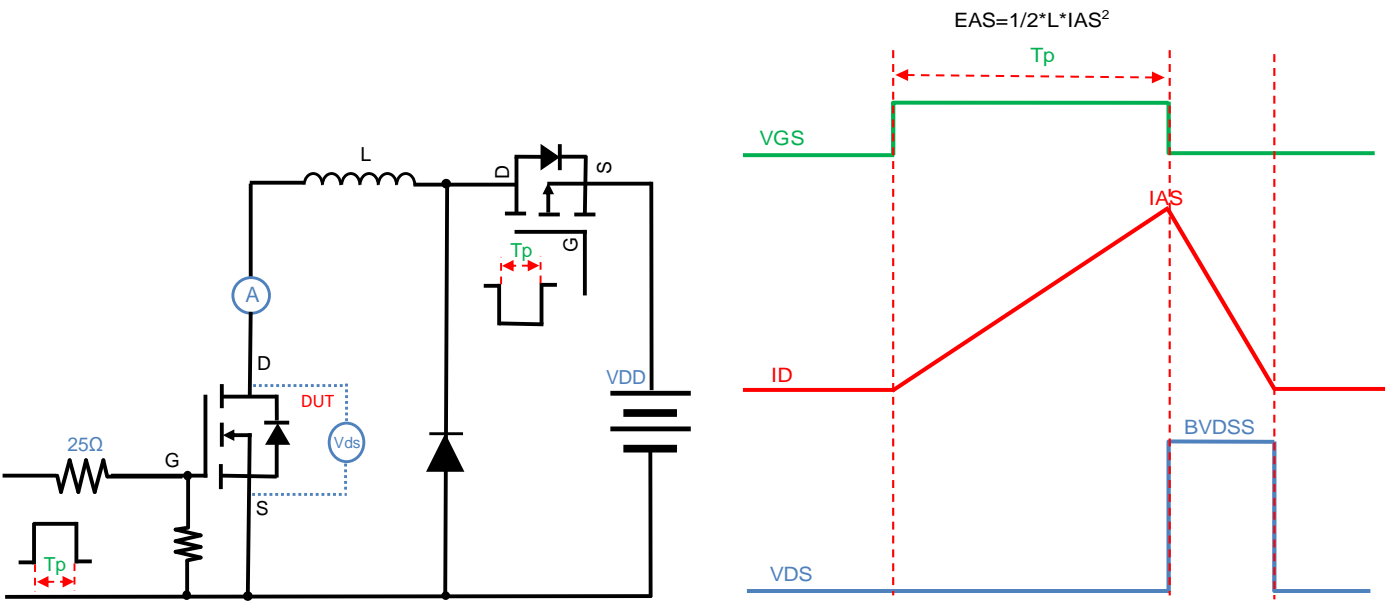 EAS=1/2*L*IAS²
Tp
VGS
L
D
S
G
Tp
IAS
A
D
DUT
VDD
ID
25Ω
G
Vds
BVDSS
S
Tp
VDS